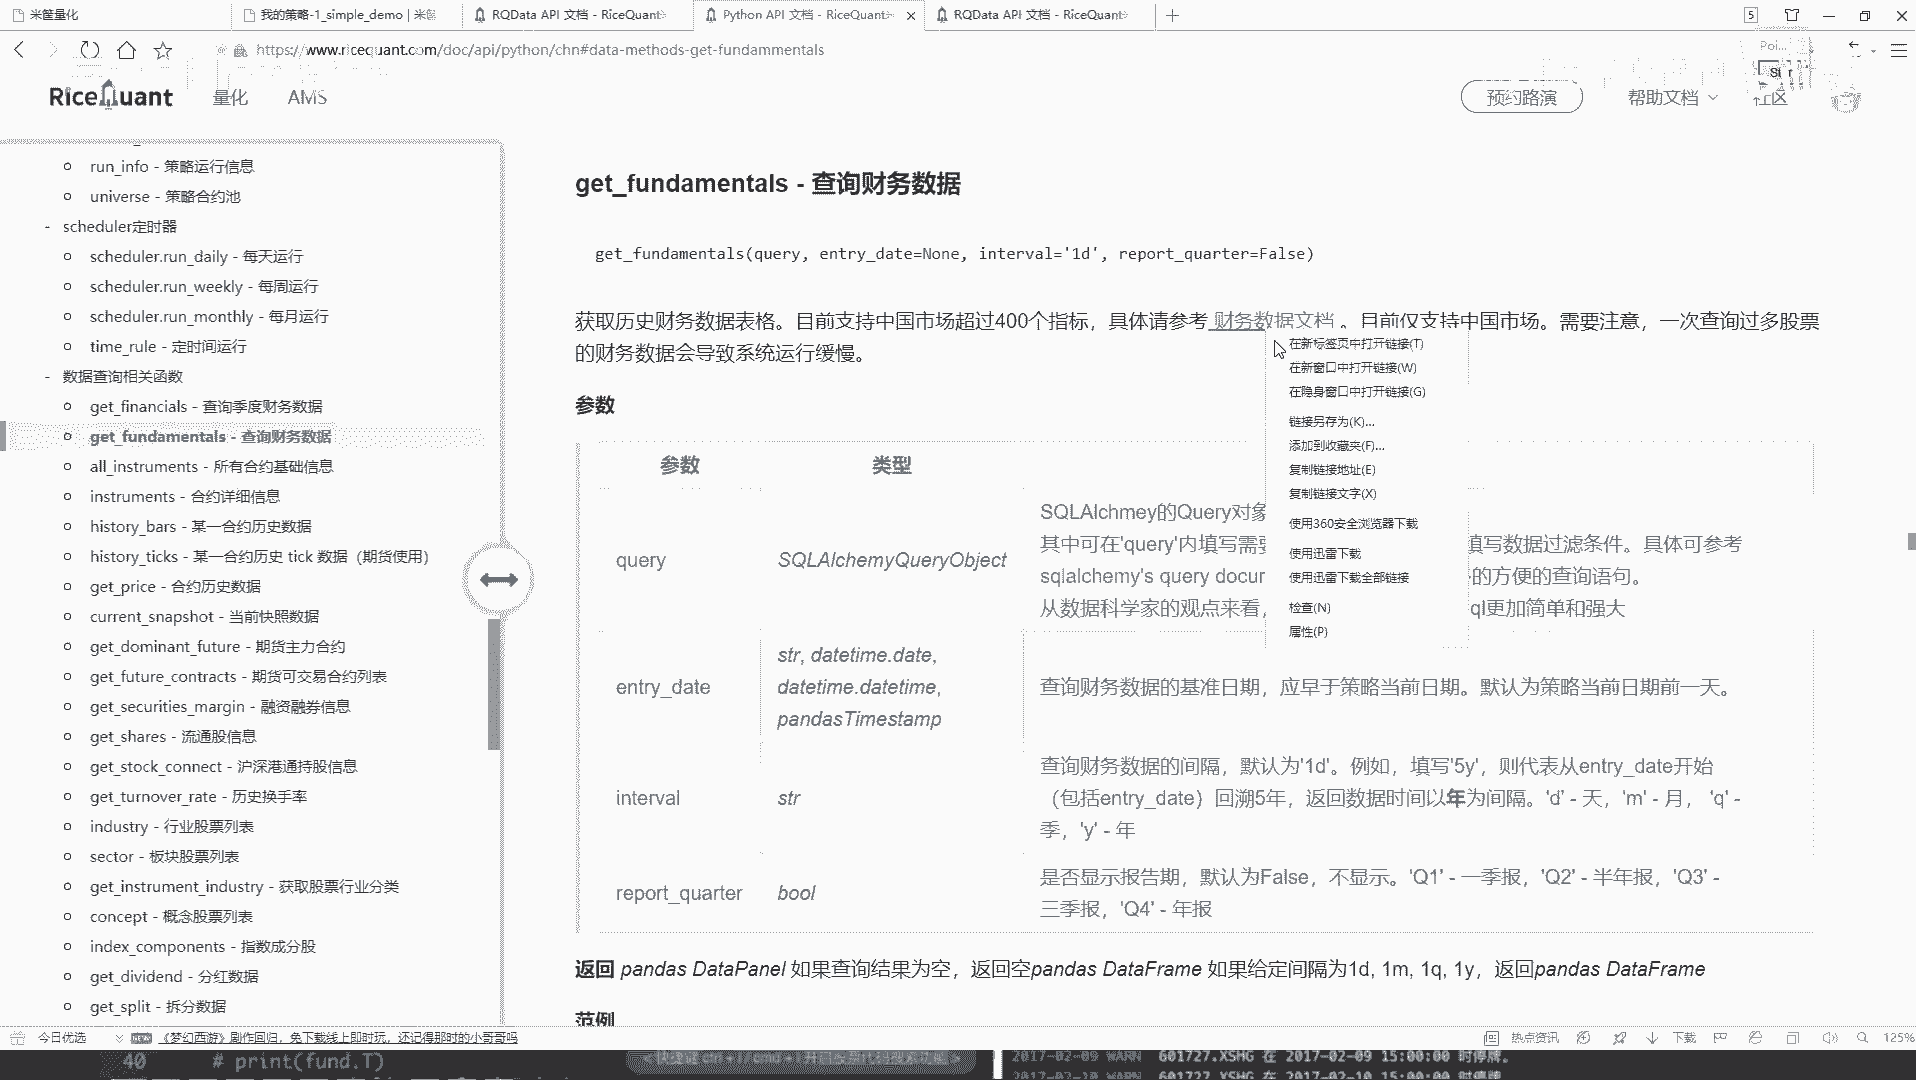 米筐量化
我的策略-1_simple_demo | 米筐
RQData API 文档 - RiceQuant
Python API 文档 - RiceQuant
RQData API 文档 - RiceQuant
5
https://www.ricequant.com/doc/api/python/chn#data-methods-get-fundammentals
RiceQuant
量化
AMS
预约路演
帮助文档
run_info - 策略运行信息
universe - 策略合约池
- scheduler定时器
scheduler.run_daily - 每天运行
scheduler.run_weekly - 每周运行
scheduler.run_monthly - 每月运行
time_rule - 定时间运行
- 数据查询相关函数
get_financials - 查询季度财务数据
get_fundamentals - 查询财务数据
all_instruments - 所有合约基础信息
instruments - 合约详细信息
history_bars - 某一合约历史数据
history_ticks - 某一合约历史 tick 数据（期货使用）
get_price - 合约历史数据
current_snapshot - 当前快照数据
get_dominant_future - 期货主力合约
get_future_contracts - 期货可交易合约列表
get_securities_margin - 融资融券信息
get_shares - 流通股信息
get_stock_connect - 沪深港通持股信息
get_turnover_rate - 历史换手率
industry - 行业股票列表
sector - 板块股票列表
get_instrument_industry - 获取股票行业分类
concept - 概念股票列表
index_components - 指数成分股
get_dividend - 分红数据
get_split - 拆分数据
get_fundamentals - 查询财务数据
get_fundamentals(query, entry_date=None, interval='1d', report_quarter=False)
获取历史财务数据表格。目前支持中国市场超过400个指标，具体请参考 财务数据文档 。目前仅支持中国市场。需要注意，一次查询过多股票
的财务数据会导致系统运行缓慢。
参数
参数 类型
query SQLAlchemyQueryObject
SQLAlchmey的Query对象
其中可在'query'内填写需要 填写数据过滤条件。具体可参考
sqlalchemy's query docu 的方便的查询语句。
从数据科学家的观点来看， ql更加简单和强大
entry_date
str, datetime.date,
datetime.datetime,
pandasTimestamp
查询财务数据的基准日期，应早于策略当前日期。默认为策略当前日期前一天。
interval str
查询财务数据的间隔，默认为'1d'。例如，填写'5y'，则代表从entry_date开始
（包括entry_date）回溯5年，返回数据时间以年为间隔。'd' - 天，'m' - 月， 'q' -
季，'y' - 年
report_quarter bool
是否显示报告期，默认为False，不显示。'Q1' - 一季报，'Q2' - 半年报，'Q3' -
三季报，'Q4' - 年报
返回 pandas DataPanel 如果查询结果为空，返回空pandas DataFrame 如果给定间隔为1d, 1m, 1q, 1y，返回pandas DataFrame
范例
在新标签页中打开链接(T)
在新窗口中打开链接(W)
在隐身窗口中打开链接(G)
链接另存为(K)...
添加到收藏夹(F)...
复制链接地址(E)
复制链接文字(X)
使用360安全浏览器下载
使用迅雷下载
使用迅雷下载全部链接
检查(N)
属性(P)
今日优选
《梦幻西游》剧作回归，免下载线上即时玩，还记得那时的小哥哥吗
热点资讯
下载
125%
40 # print(fund.T)
2017-02-09 WARN 601727.XSHG 在 2017-02-09 15:00:00 时停牌。
2017-02-10 WARN 601727.XSHG 在 2017-02-10 15:00:00 时停牌。